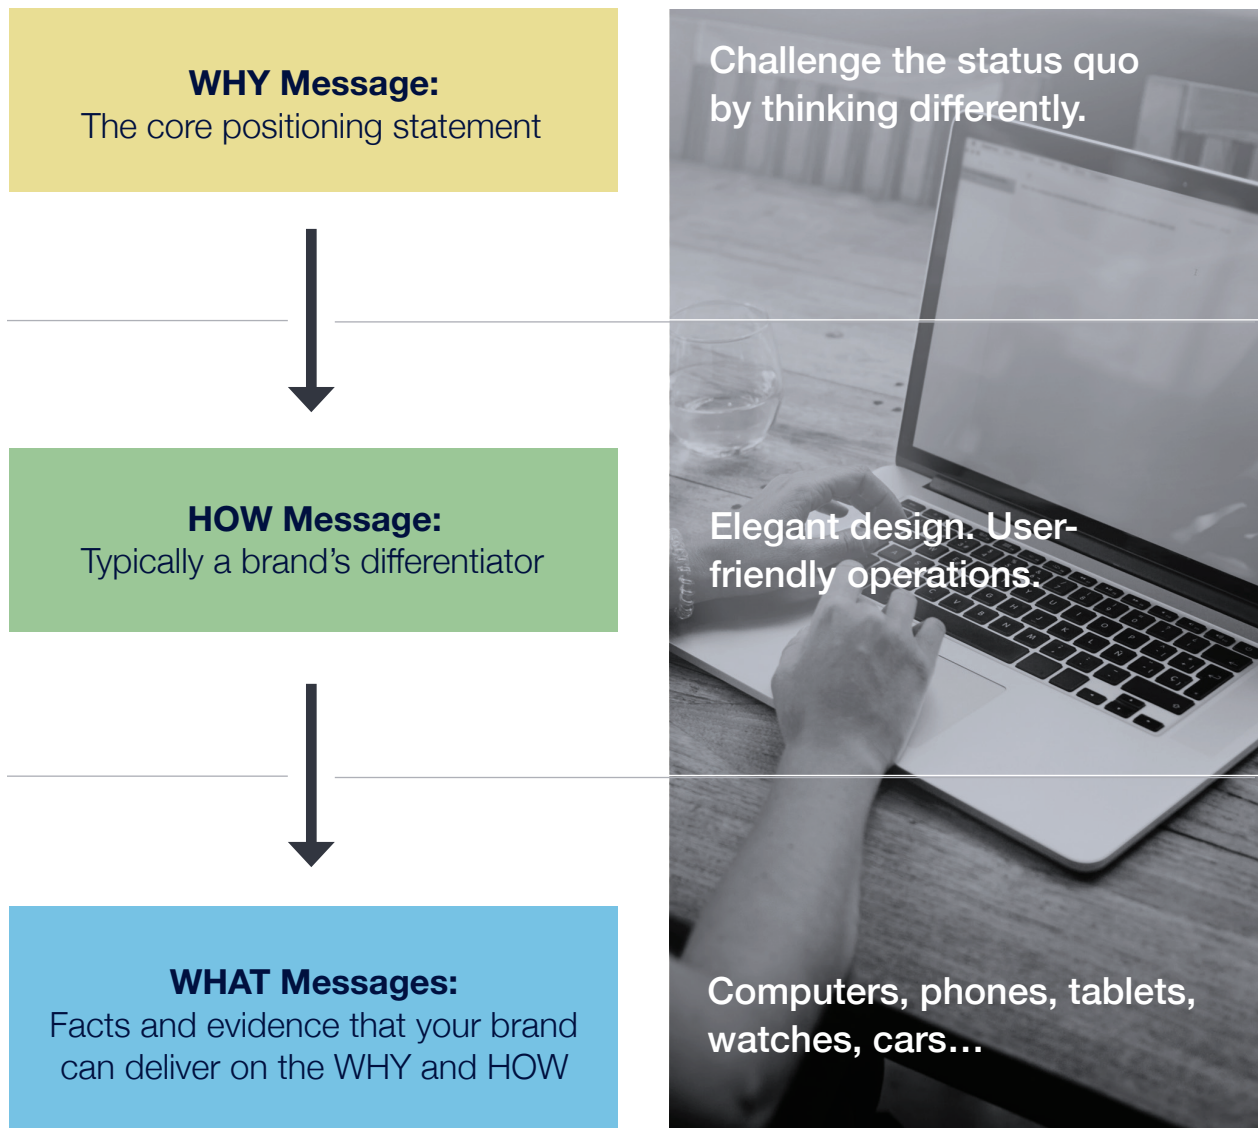 WHY Message:
The core positioning statement
Challenge the status quo
by thinking differently.
HOW Message:
Typically a brand’s differentiator
Elegant design. User-
friendly operations.
WHAT Messages:
Facts and evidence that your brand
can deliver on the WHY and HOW
Computers, phones, tablets,
watches, cars…